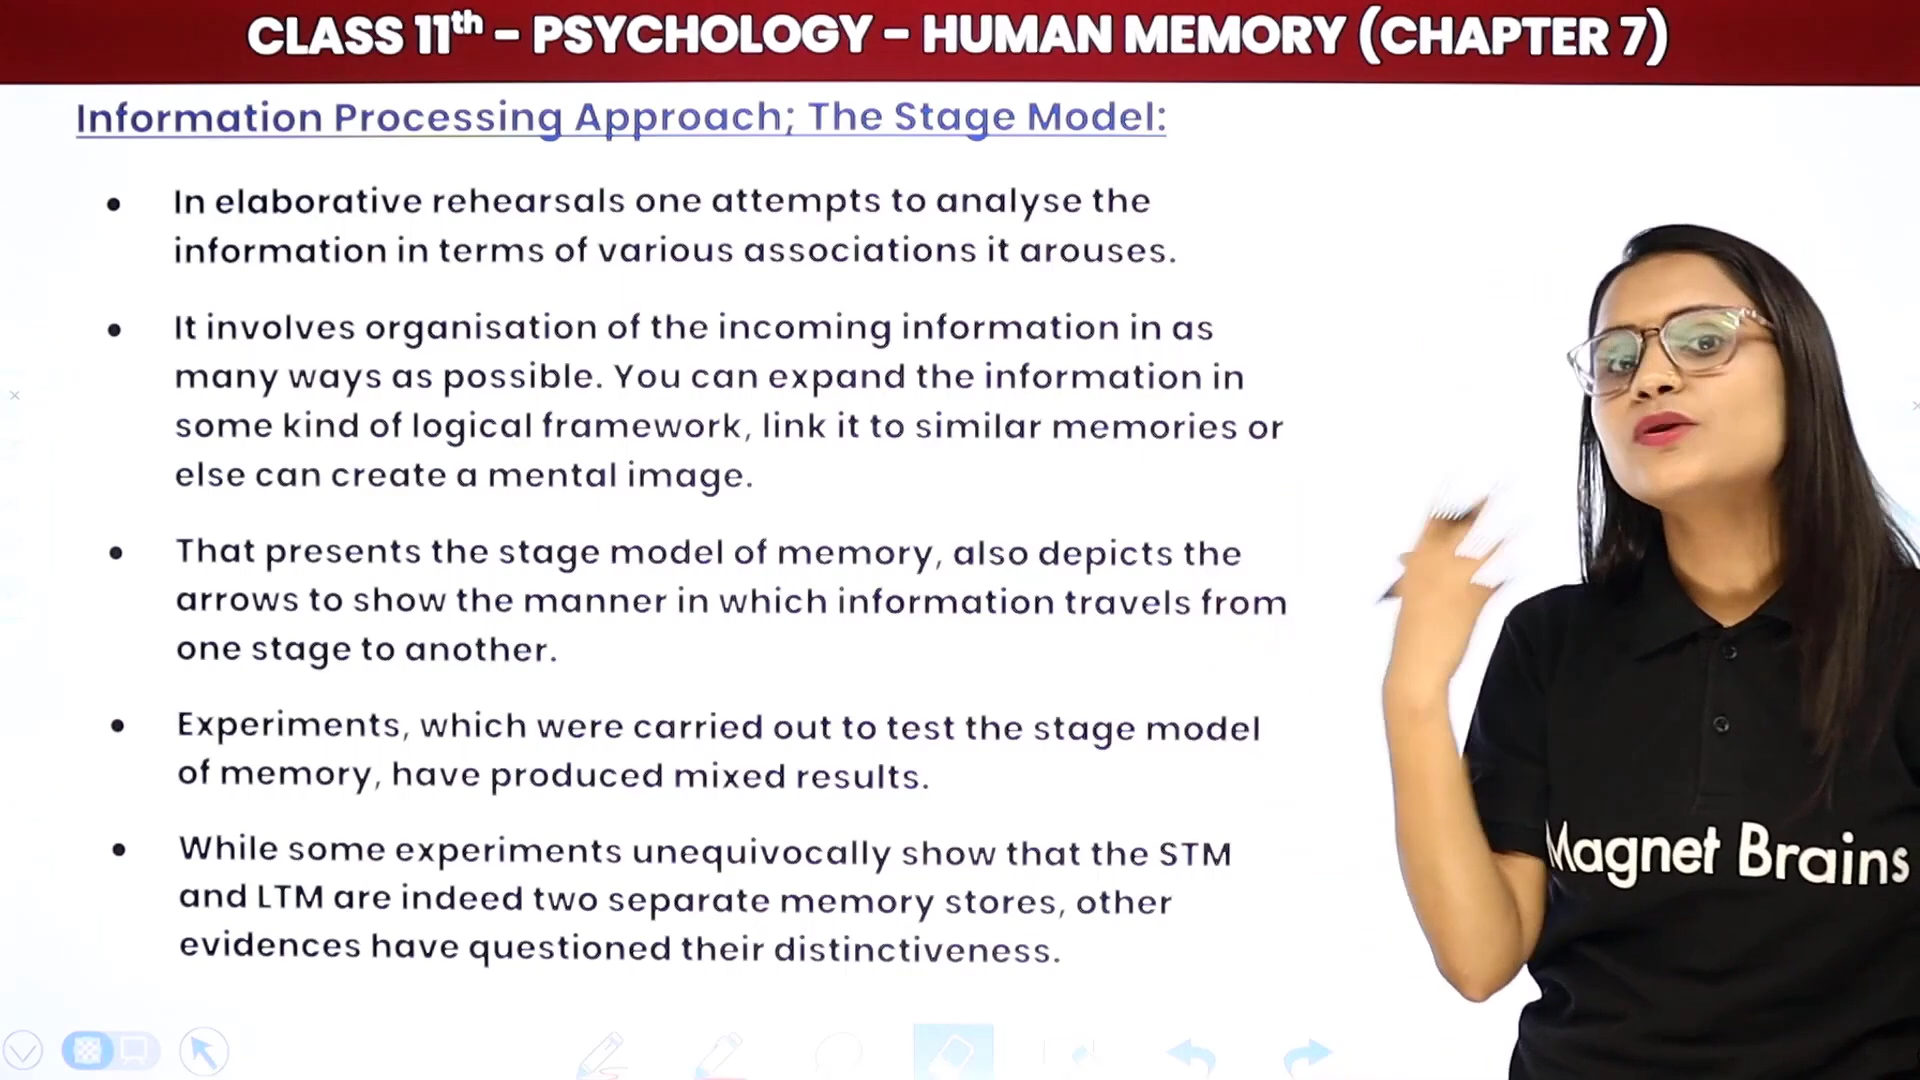 CLASS 11th – PSYCHOLOGY – HUMAN MEMORY (CHAPTER 7)
Information Processing Approach; The Stage Model:
• In elaborative rehearsals one attempts to analyse the
information in terms of various associations it arouses.
• It involves organisation of the incoming information in as
many ways as possible. You can expand the information in
some kind of logical framework, link it to similar memories or
else can create a mental image.
• That presents the stage model of memory, also depicts the
arrows to show the manner in which information travels from
one stage to another.
• Experiments, which were carried out to test the stage model
of memory, have produced mixed results.
• While some experiments unequivocally show that the STM
and LTM are indeed two separate memory stores, other
evidences have questioned their distinctiveness.
Magnet Brains